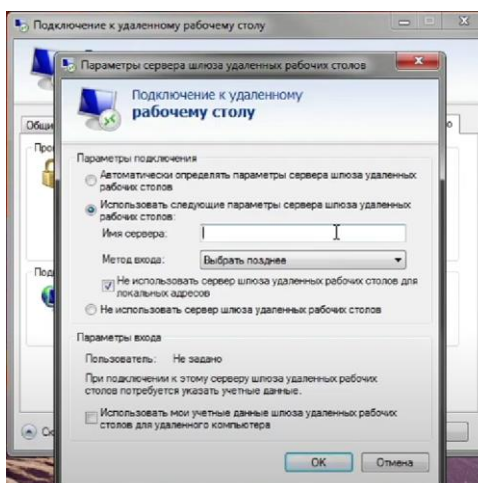 Подключение к удаленному рабочему столу
Параметры сервера шлюза удаленных рабочих столов
Подключение к удаленному
рабочему столу
Общи
о
Про
Параметры подключения
Автоматически определять параметры сервера шлюза удаленных
рабочих столов
Использовать следующие параметры сервера шлюза удаленных
рабочих столов:
Имя сервера:
Метод входа: Выбрать позднее
Под
Не использовать сервер шлюза удаленных рабочих столов для
локальных адресов
Не использовать сервер шлюза удаленных рабочих столов
Параметры входа
Пользователь: Не задано
При подключении к этому серверу шлюза удаленных рабочих
столов потребуется указать учетные данные.
Использовать мои учетные данные шлюза удаленных рабочих
столов для удаленного компьютера
Ск
OK Отмена